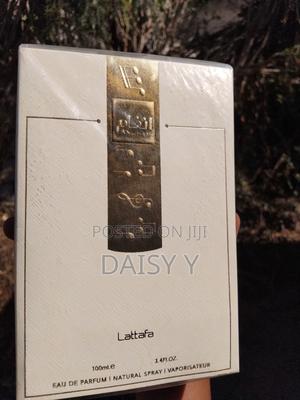 POSTED ON JIJI
DAISY Y
Lattafa
100ml.e 3.4FL.OZ.
EAU DE PARFUM | NATURAL SPRAY | VAPORISATEUR